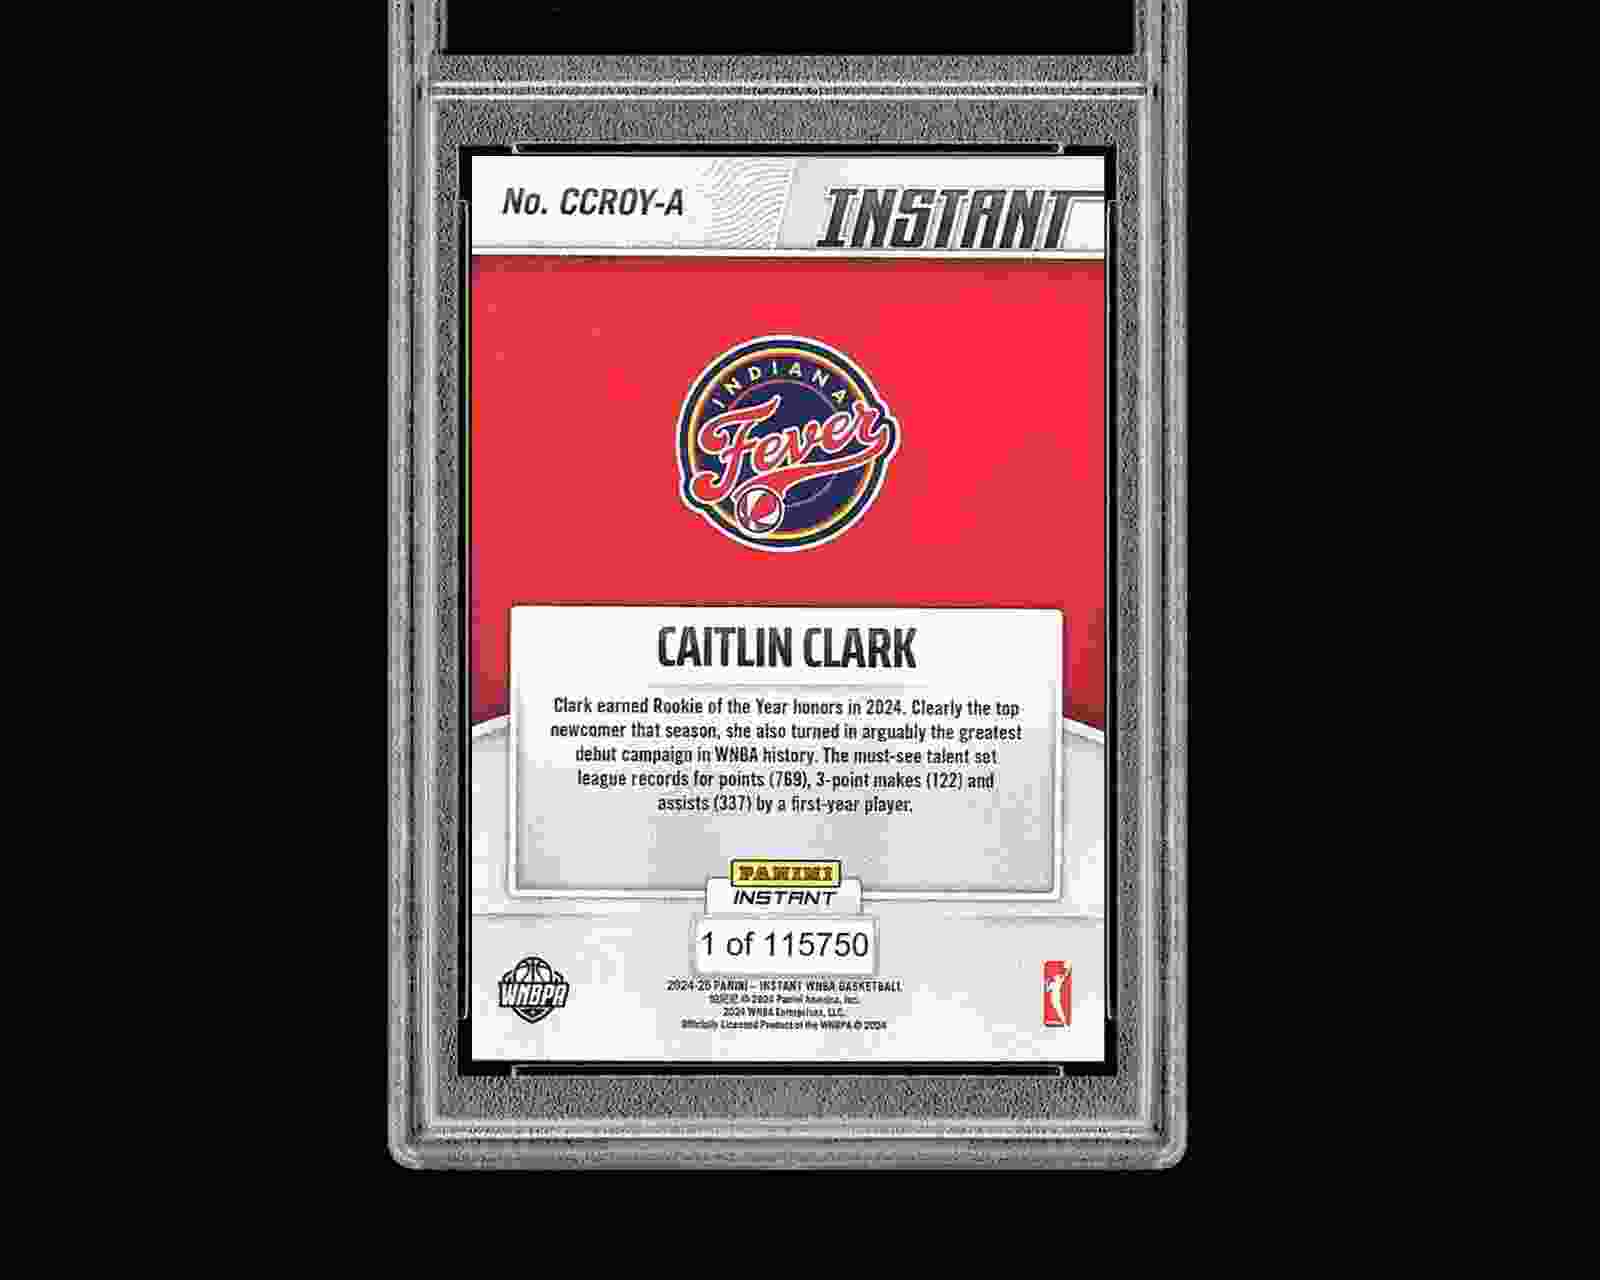 No. CCROY-A
INSTANT
INDIANA
Fever
CAITLIN CLARK
Clark earned Rookie of the Year honors in 2024. Clearly the top
newcomer that season, she also turned in arguably the greatest
debut campaign in WNBA history. The must-see talent set
league records for points (769), 3-point makes (122) and
assists (337) by a first-year player.
PANINI
INSTANT
1 of 115750
WNBPA
2024-25 PANINI – INSTANT WNBA BASKETBALL
© 2024 Panini America, Inc.
2024 WNBA Enterprises, LLC.
Officially Licensed Product of the WNBPA © 2024